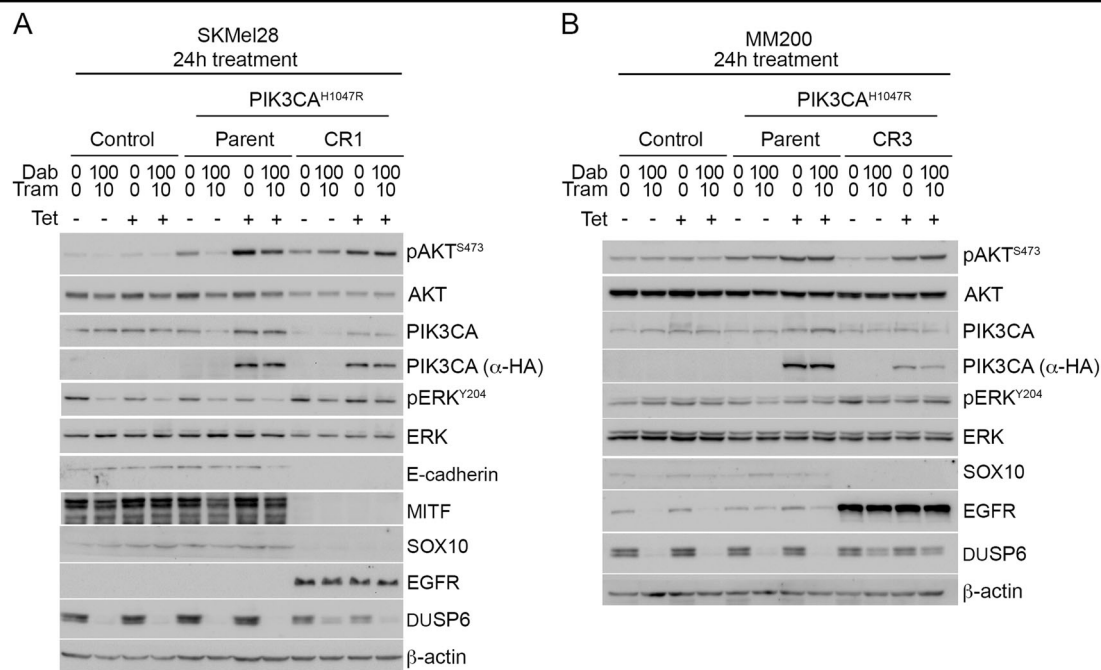 A
SKMel28
24h treatment
PIK3CAH1047R
Control Parent CR1
Dab 0 100 0 100 0 100 0 100 0 100 0 100
Tram 0 10 0 10 0 10 0 10 0 10 0 10
Tet - - + + - - + + - - + +
pAKTS473
AKT
PIK3CA
PIK3CA (α-HA)
pERKY204
ERK
E-cadherin
MITF
SOX10
EGFR
DUSP6
β-actin
B
MM200
24h treatment
PIK3CAH1047R
Control Parent CR3
Dab 0 100 0 100 0 100 0 100 0 100 0 100
Tram 0 10 0 10 0 10 0 10 0 10 0 10
Tet - - + + - - + + - - + +
pAKTS473
AKT
PIK3CA
PIK3CA (α-HA)
pERKY204
ERK
SOX10
EGFR
DUSP6
β-actin